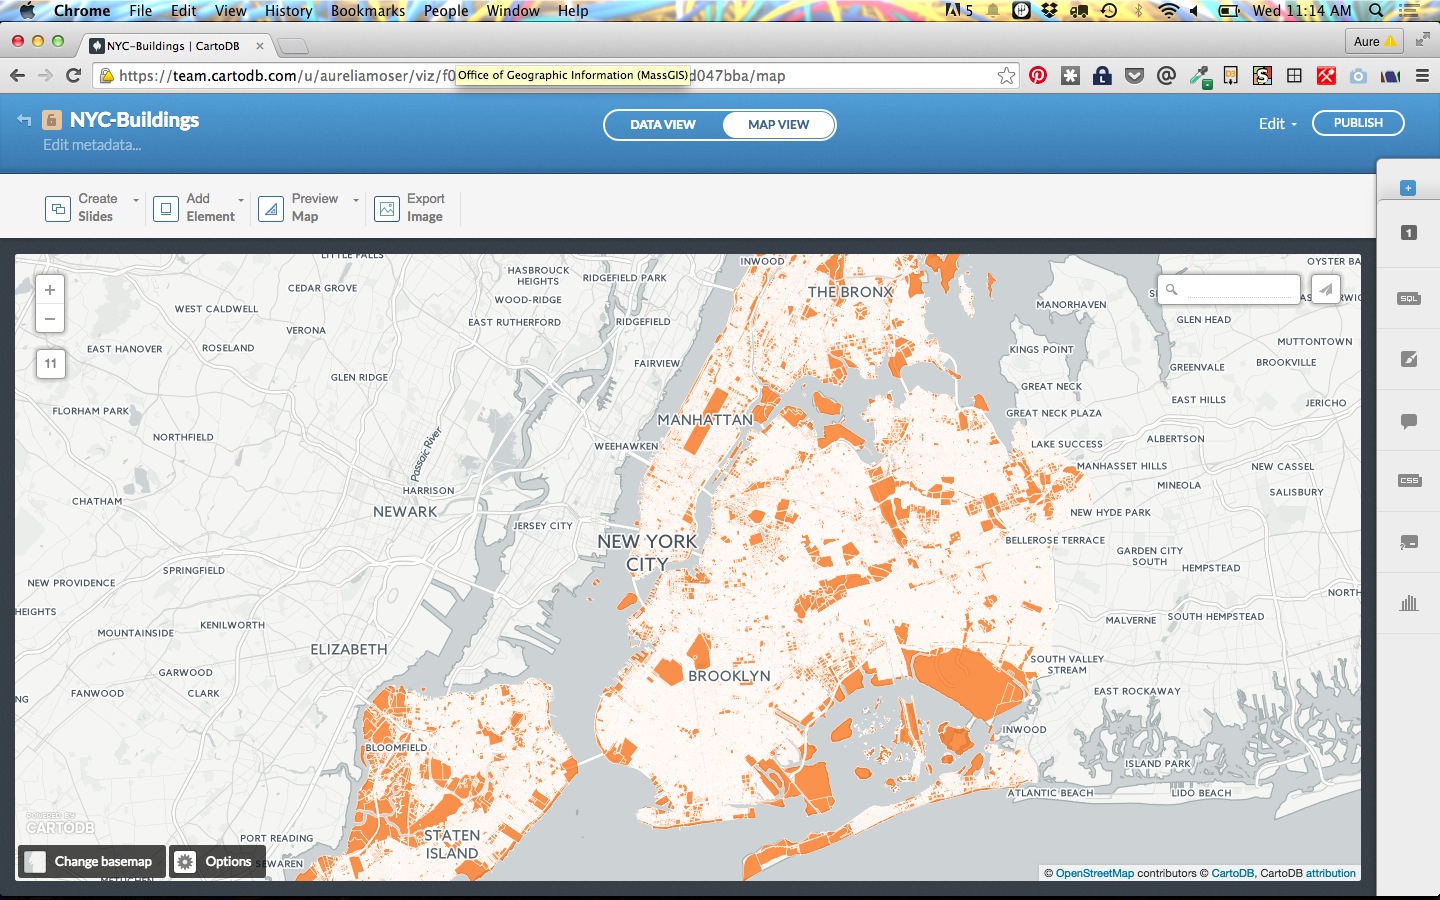 Chrome File Edit View History Bookmarks People Window Help 5 Wed 11:14 AM
NYC-Buildings | CartoDB
Aure
https://team.cartodb.com/u/aureliamoser/viz/f0 d047bba/map
Office of Geographic Information (MassGIS)
NYC-Buildings
Edit metadata...
DATA VIEW
MAP VIEW
Edit
PUBLISH
Create
Slides
Add
Element
Preview
Map
Export
Image
1
SQL
CSS
+
−
11
LITTLE FALLS
CEDAR GROVE
WEST CALDWELL
VERONA
EAST HANOVER
ROSELAND
GLEN RIDGE
FLORHAM PARK
NORTHFIELD
CHATHAM
HASBROUCK
HEIGHTS
RIDGEFIELD PARK
WOOD-RIDGE
EAST RUTHERFORD
RIDGEFIELD
FAIRVIEW
INWOOD
THE BRONX
MANHATTAN
WEEHAWKEN
Passaic River
HARRISON
NEWARK
JERSEY CITY
NEW YORK
CITY
OYSTER BA
MANORHAVEN
GLEN HEAD
KINGS POINT
MUTTONTOWN
GREENVALE
BROOKVILLE
GREAT NECK
EAST HILLS
JERICHO
GREAT NECK PLAZA
LAKE SUCCESS
ALBERTSON
MANHASSET HILLS
NEW CASSEL
MINEOLA
SALISBURY
NEW HYDE PARK
BELLEROSE TERRACE
GARDEN CITY
SOUTH
HEMPSTEAD
NORTH
MALVERNE
SOUTH HEMPSTEAD
SOUTH VALLEY
STREAM
EAST ROCKAWAY
INWOOD
ISLAND PARK
ATLANTIC BEACH
LIDO BEACH
SPRINGFIELD
NEW PROVIDENCE
HEIGHTS
MOUNTAINSIDE
KENILWORTH
ELIZABETH
GARWOOD
NG
FANWOOD
CLARK
BROOKLYN
BLOOMFIELD
STATEN
ISLAND
PORT READING
SEWAREN
POWERED BY
CARTODB
Change basemap
Options
© OpenStreetMap contributors © CartoDB, CartoDB attribution